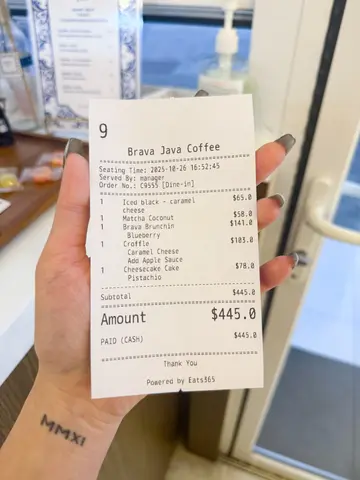 9
Brava Java Coffee
Seating Time: 2025-10-26 16:52:45
Served By: manager
Order No.: C9555 [Dine-in]
1 Iced black - caramel cheese $65.0
1 Matcha Coconut $58.0
1 Brava Brunchin $141.0
Blueberry
1 Croffle $103.0
Caramel Cheese
Add Apple Sauce
1 Cheesecake Cake $78.0
Pistachio
Subtotal $445.0
Amount $445.0
PAID (CASH) $445.0
Thank You
Powered by Eats365
MMXI